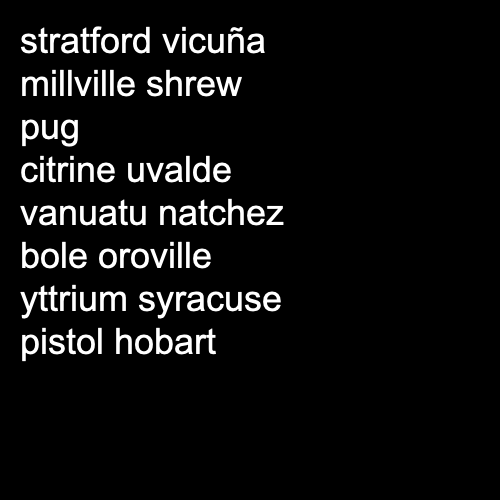 stratford vicuña
millville shrew
pug
citrine uvalde
vanuatu natchez
bole oroville
yttrium syracuse
pistol hobart